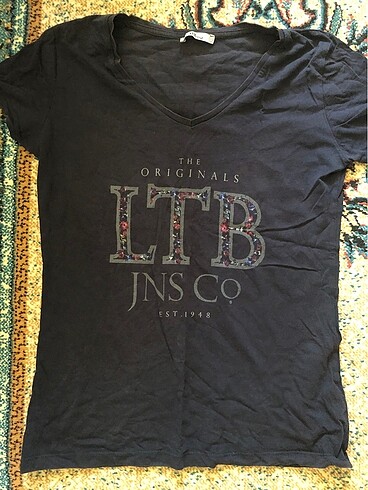 THE
ORIGINALS
LTB
JNS CO
EST.1948